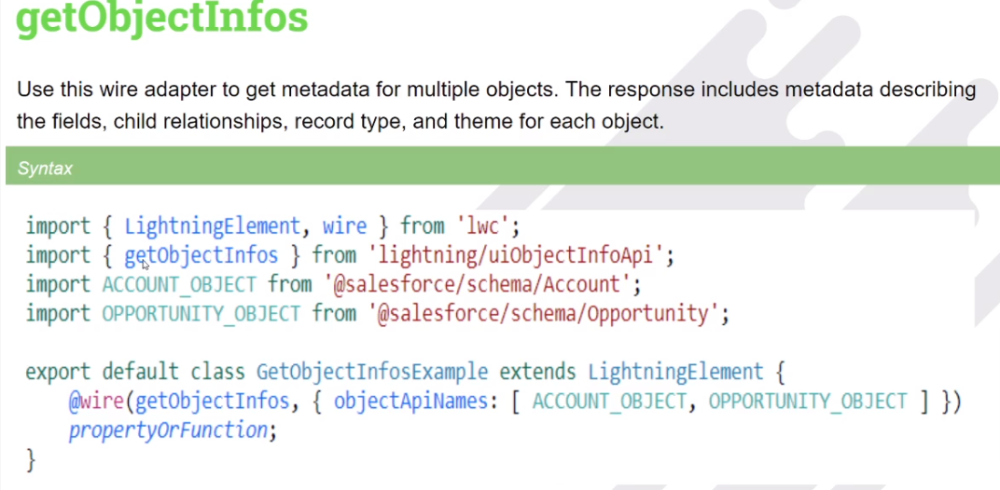 getObjectInfos
Use this wire adapter to get metadata for multiple objects. The response includes metadata describing
the fields, child relationships, record type, and theme for each object.
Syntax
import { LightningElement, wire } from 'lwc';
import { getObjectInfos } from 'lightning/uiObjectInfoApi';
import ACCOUNT_OBJECT from '@salesforce/schema/Account';
import OPPORTUNITY_OBJECT from '@salesforce/schema/Opportunity';
export default class GetObjectInfosExample extends LightningElement {
    @wire(getObjectInfos, { objectApiNames: [ ACCOUNT_OBJECT, OPPORTUNITY_OBJECT ] })
    propertyOrFunction;
}